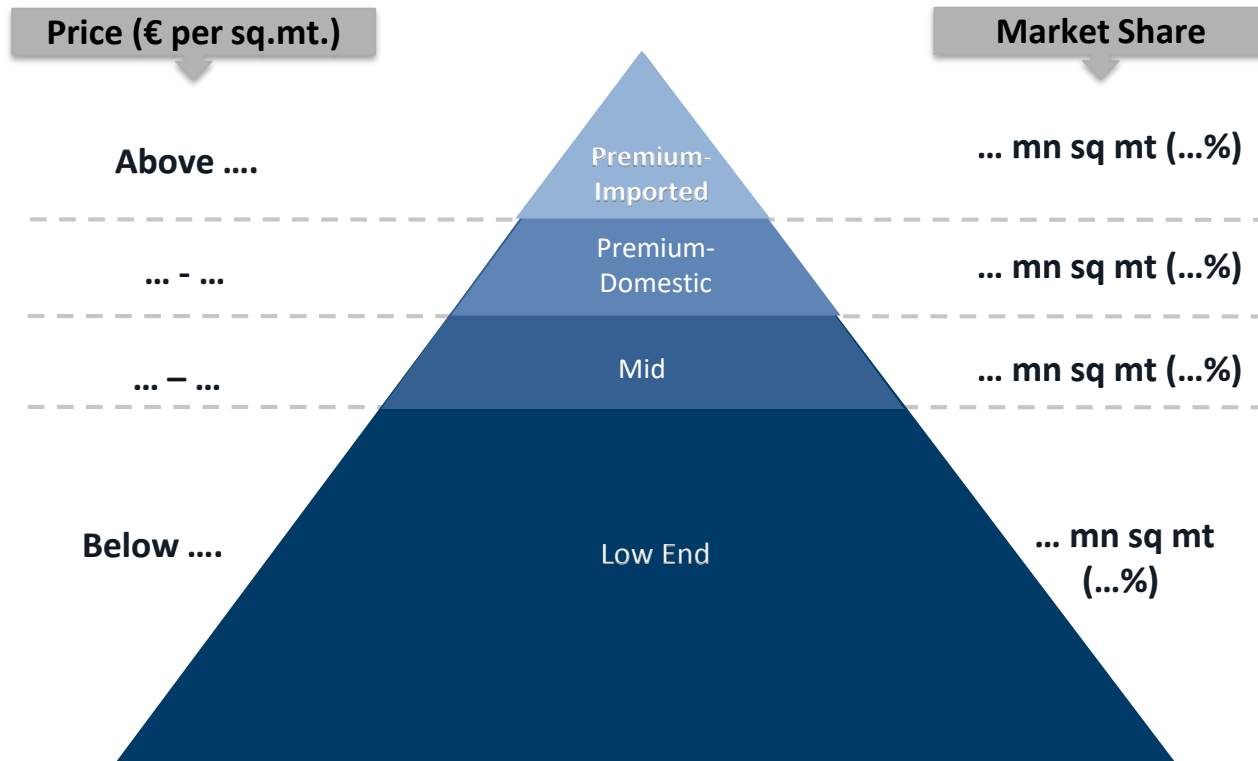 Price (€ per sq.mt.)
Market Share
Above ....
Premium-
Imported
... mn sq mt (...%)
... - ...
Premium-
Domestic
... mn sq mt (...%)
... – ...
Mid
... mn sq mt (...%)
Below ....
Low End
... mn sq mt
(...%)